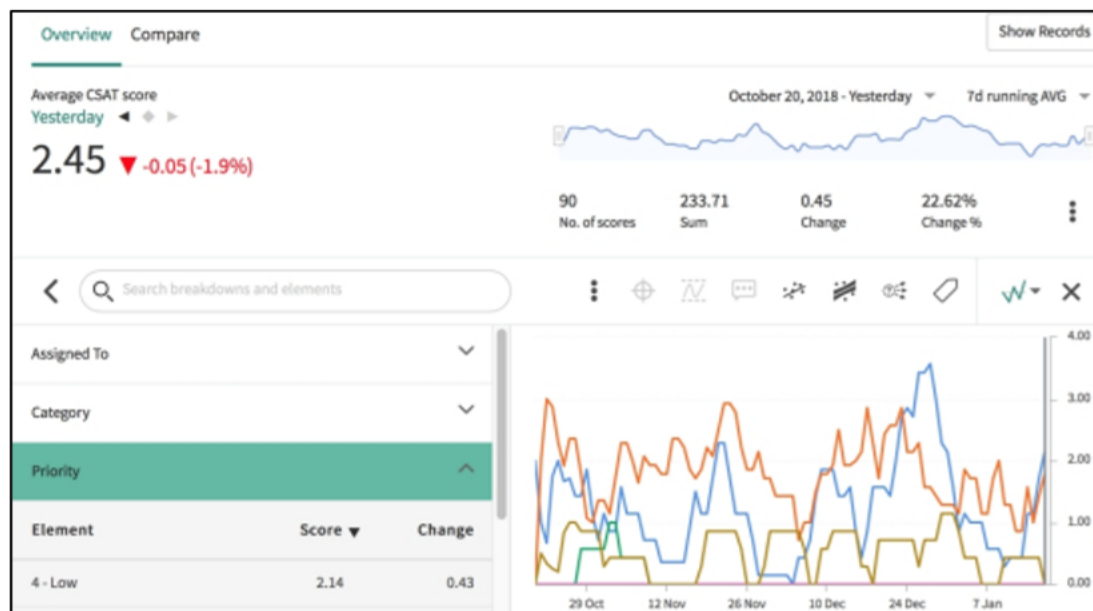 Overview Compare
Show Records
Average CSAT score
Yesterday
2.45 -0.05 (-1.9%)
October 20, 2018 - Yesterday 7d running AVG
90 233.71 0.45 22.62%
No. of scores Sum Change Change %
Search breakdowns and elements
Assigned To
Category
Priority
Element Score Change
4 - Low 2.14 0.43
4.00
3.00
2.00
1.00
0.00
29 Oct 12 Nov 26 Nov 10 Dec 24 Dec 7 Jan